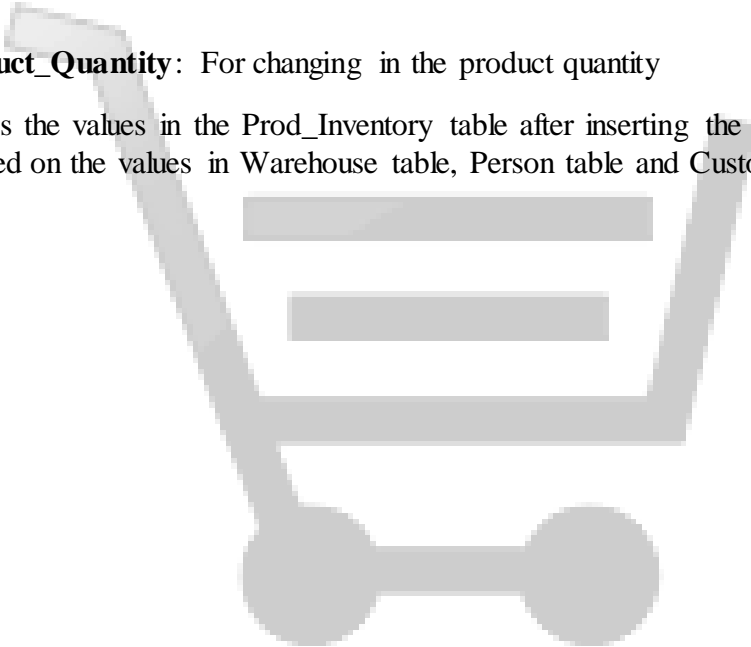 uct_Quantity: For changing in the product quantity
s the values in the Prod_Inventory table after inserting the
ed on the values in Warehouse table, Person table and Custo